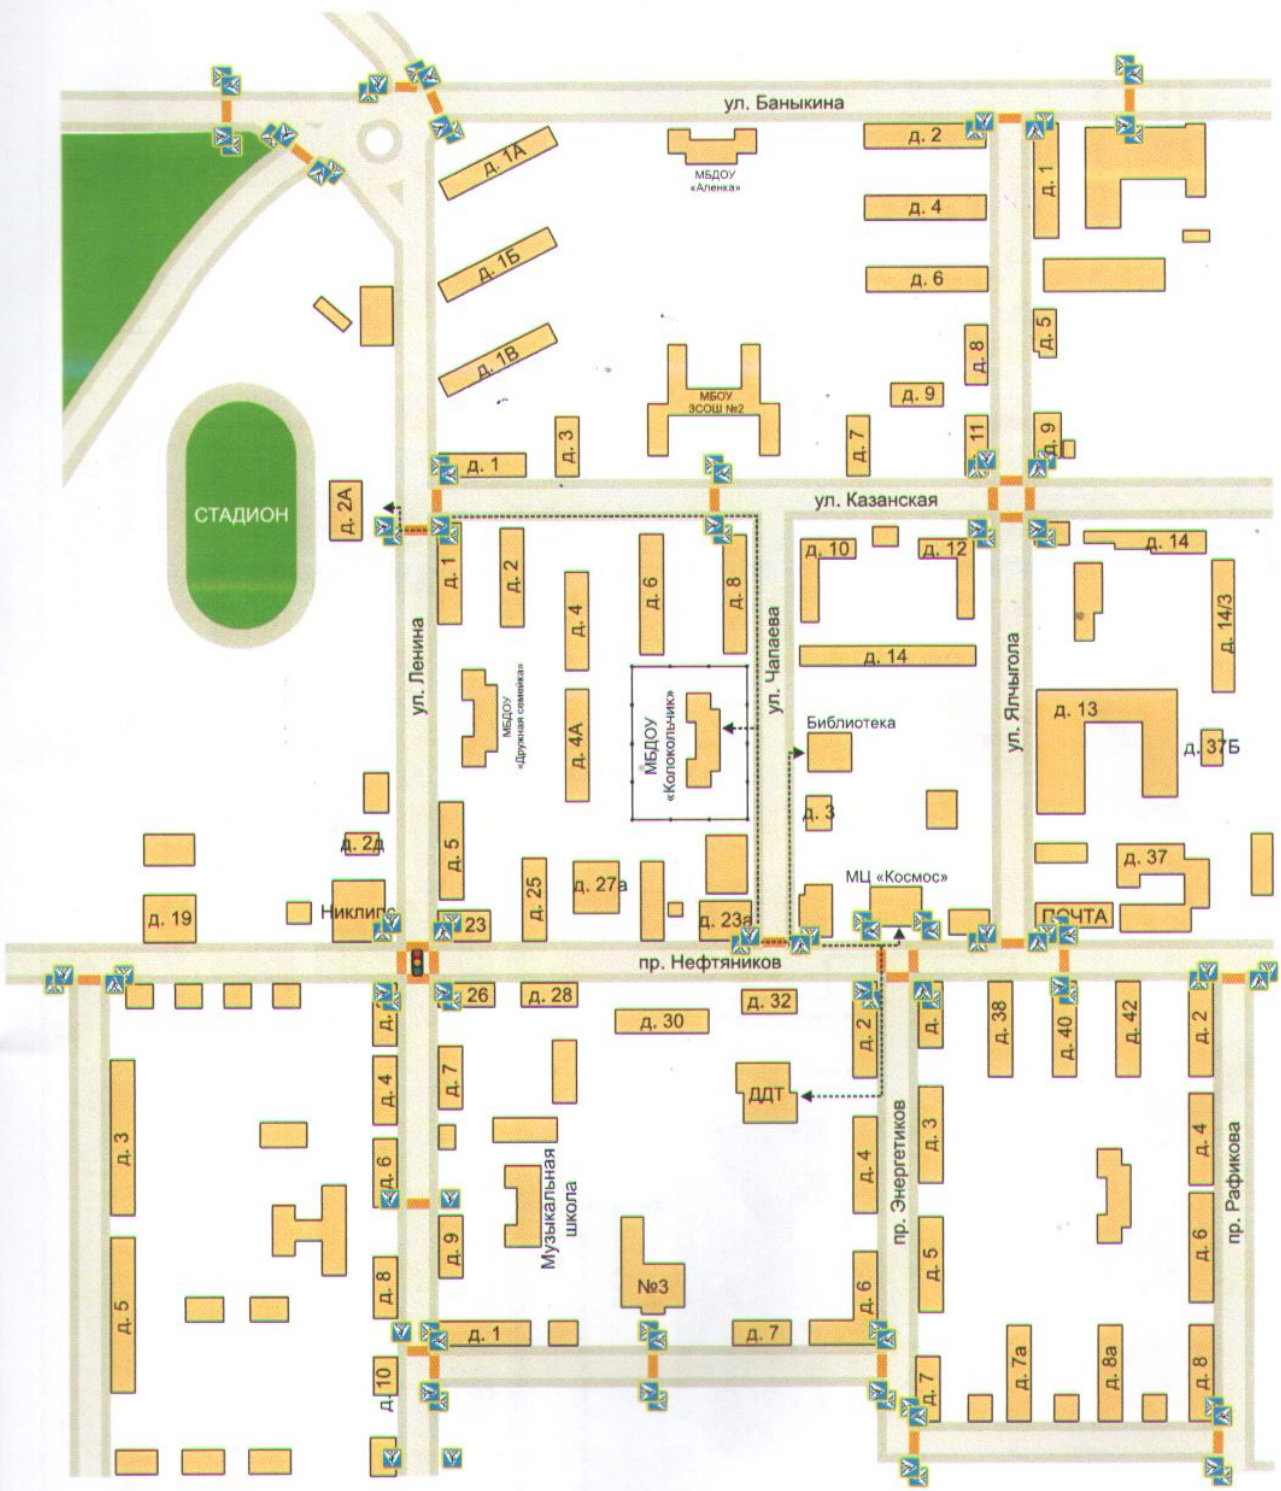 ул. Баныкина
д. 1А
МБДОУ
«Аленка»
д. 2
д. 1
д. 4
д. 1Б
д. 6
д. 5
д. 8
д. 1В
МБОУ
ЗСОШ №2
д. 9
д. 1
д. 3
д. 7
11
д. 9
СТАДИОН
д. 2А
ул. Казанская
д. 1
д. 2
д. 4
д. 6
д. 8
д. 10
д. 12
д. 14
д. 14/3
ул. Ленина
ул. Чапаева
д. 14
ул. Ялчыгола
МБДОУ
«Дружная семейка»
д. 4А
МБДОУ
«Колокольчик»
Библиотека
д. 13
д. 37Б
д. 3
д. 2д
д. 5
д. 25
д. 27а
МЦ «Космос»
д. 37
д. 19
23
д. 23а
ПОЧТА
пр. Нефтяников
26
д. 28
д. 30
д. 32
д. 2
д.
д. 38
д. 40
д. 42
д. 2
д.
д. 3
д. 4
д. 7
ДДТ
д. 3
д. 4
д. 6
д. 4
пр. Энергетиков
пр. Рафикова
Музыкальная
школа
д. 5
д. 8
д. 9
№3
д. 6
д. 5
д. 6
д. 1
д. 7
д. 10
д. 7
д. 7а
д. 8а
д. 8